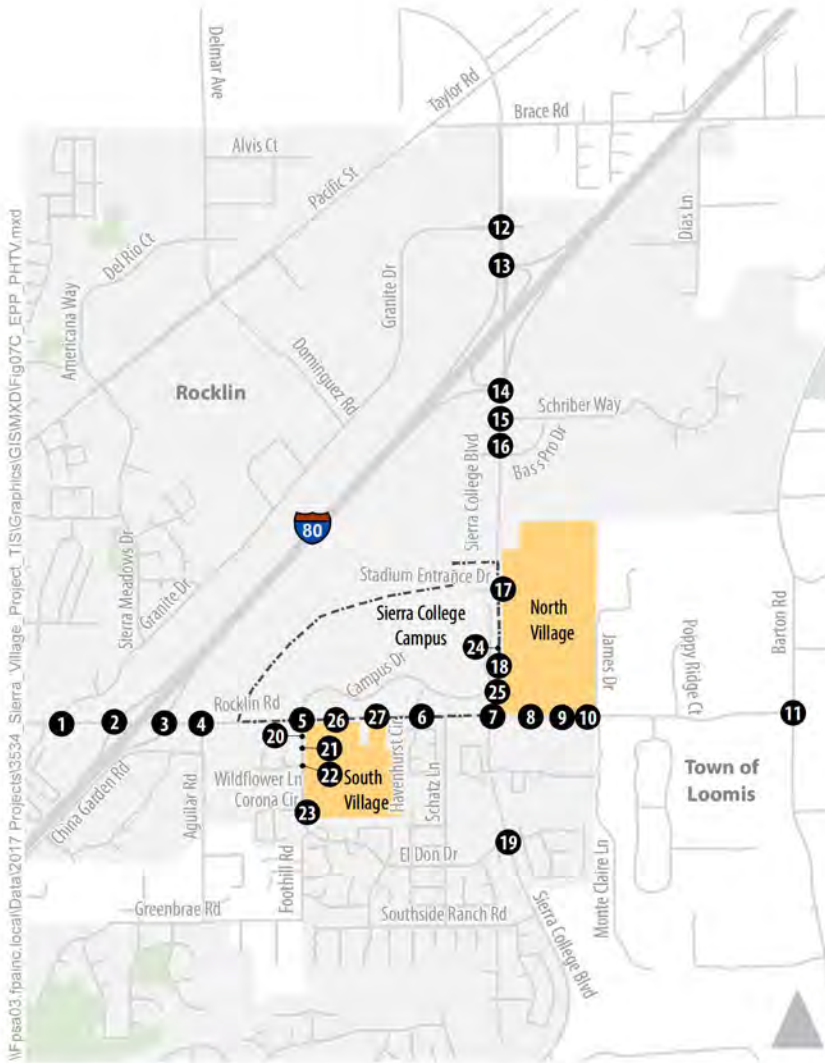 \\Fpsa03.fpainc.local\Data\2017 Projects\3534_Sierra_Village_Project_TIS\Graphics\GIS\MXD\Fig07C_EPP_PHTV.mxd
Delmar Ave
Taylor Rd
Brace Rd
Alvis Ct
Pacific St
Dias Ln
12
Del Rio Ct
13
Granite Dr
Americana Way
Dominguez Rd
Rocklin
14
15
Schriber Way
16
Bass Pro Dr
Sierra College Blvd
80
Sierra Meadows Dr
Granite Dr
Stadium Entrance Dr
17
North
Village
Sierra College
Campus
24
18
James Dr
Poppy Ridge Ct
Barton Rd
Campus Dr
25
Rocklin Rd
1
2
3
4
5
26
27
6
7
8
9
10
11
20
21
22
Wildflower Ln
South
Village
Havenhurst Cir
Schatz Ln
Town of
Loomis
China Garden Rd
Aguilar Rd
Corona Cir
23
19
El Don Dr
Foothill Rd
Monte Claire Ln
Greenbrae Rd
Southside Ranch Rd
Sierra College Blvd